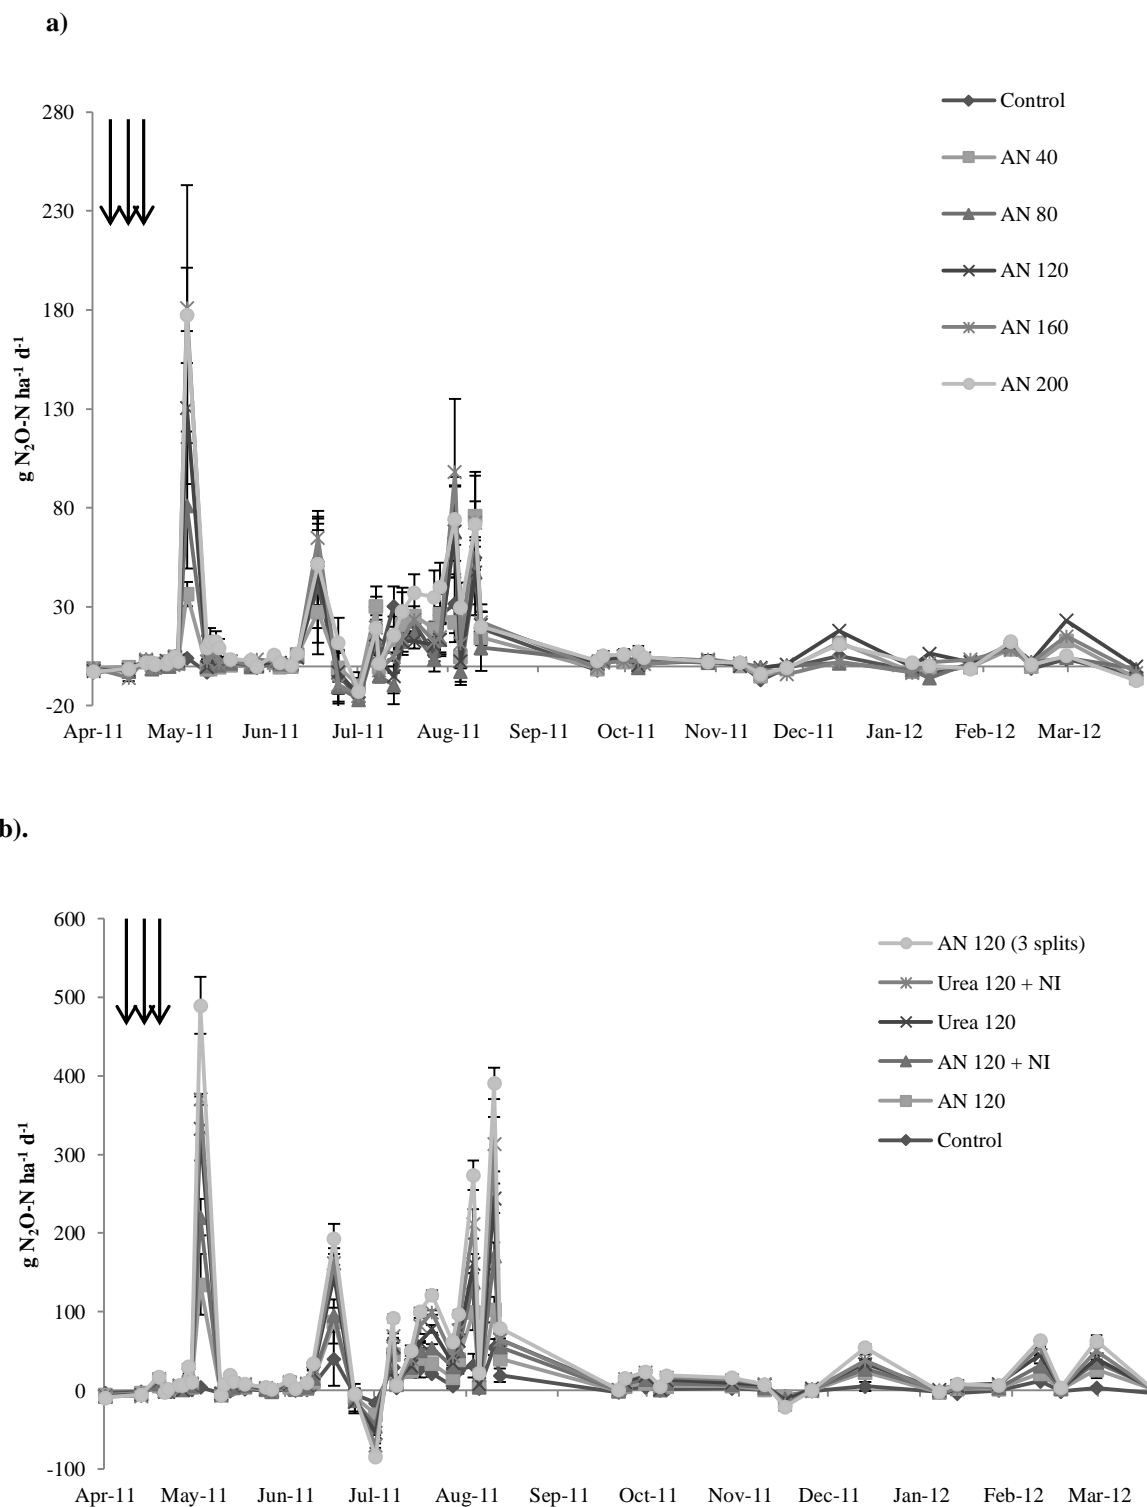 a)
280
230
180
130
80
30
-20
g N₂O-N ha⁻¹ d⁻¹
Control
AN 40
AN 80
AN 120
AN 160
AN 200
Apr-11 May-11 Jun-11 Jul-11 Aug-11 Sep-11 Oct-11 Nov-11 Dec-11 Jan-12 Feb-12 Mar-12
b).
600
500
400
300
200
100
0
-100
g N₂O-N ha⁻¹ d⁻¹
AN 120 (3 splits)
Urea 120 + NI
Urea 120
AN 120 + NI
AN 120
Control
Apr-11 May-11 Jun-11 Jul-11 Aug-11 Sep-11 Oct-11 Nov-11 Dec-11 Jan-12 Feb-12 Mar-12